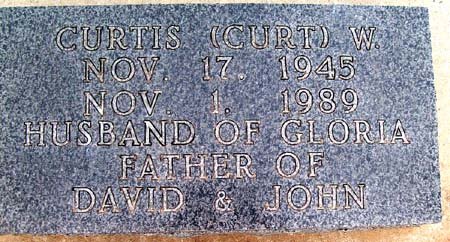 CURTIS (CURT) W.
NOV. 17. 1945
NOV. 1. 1989
HUSBAND OF GLORIA
FATHER OF
DAVID & JOHN